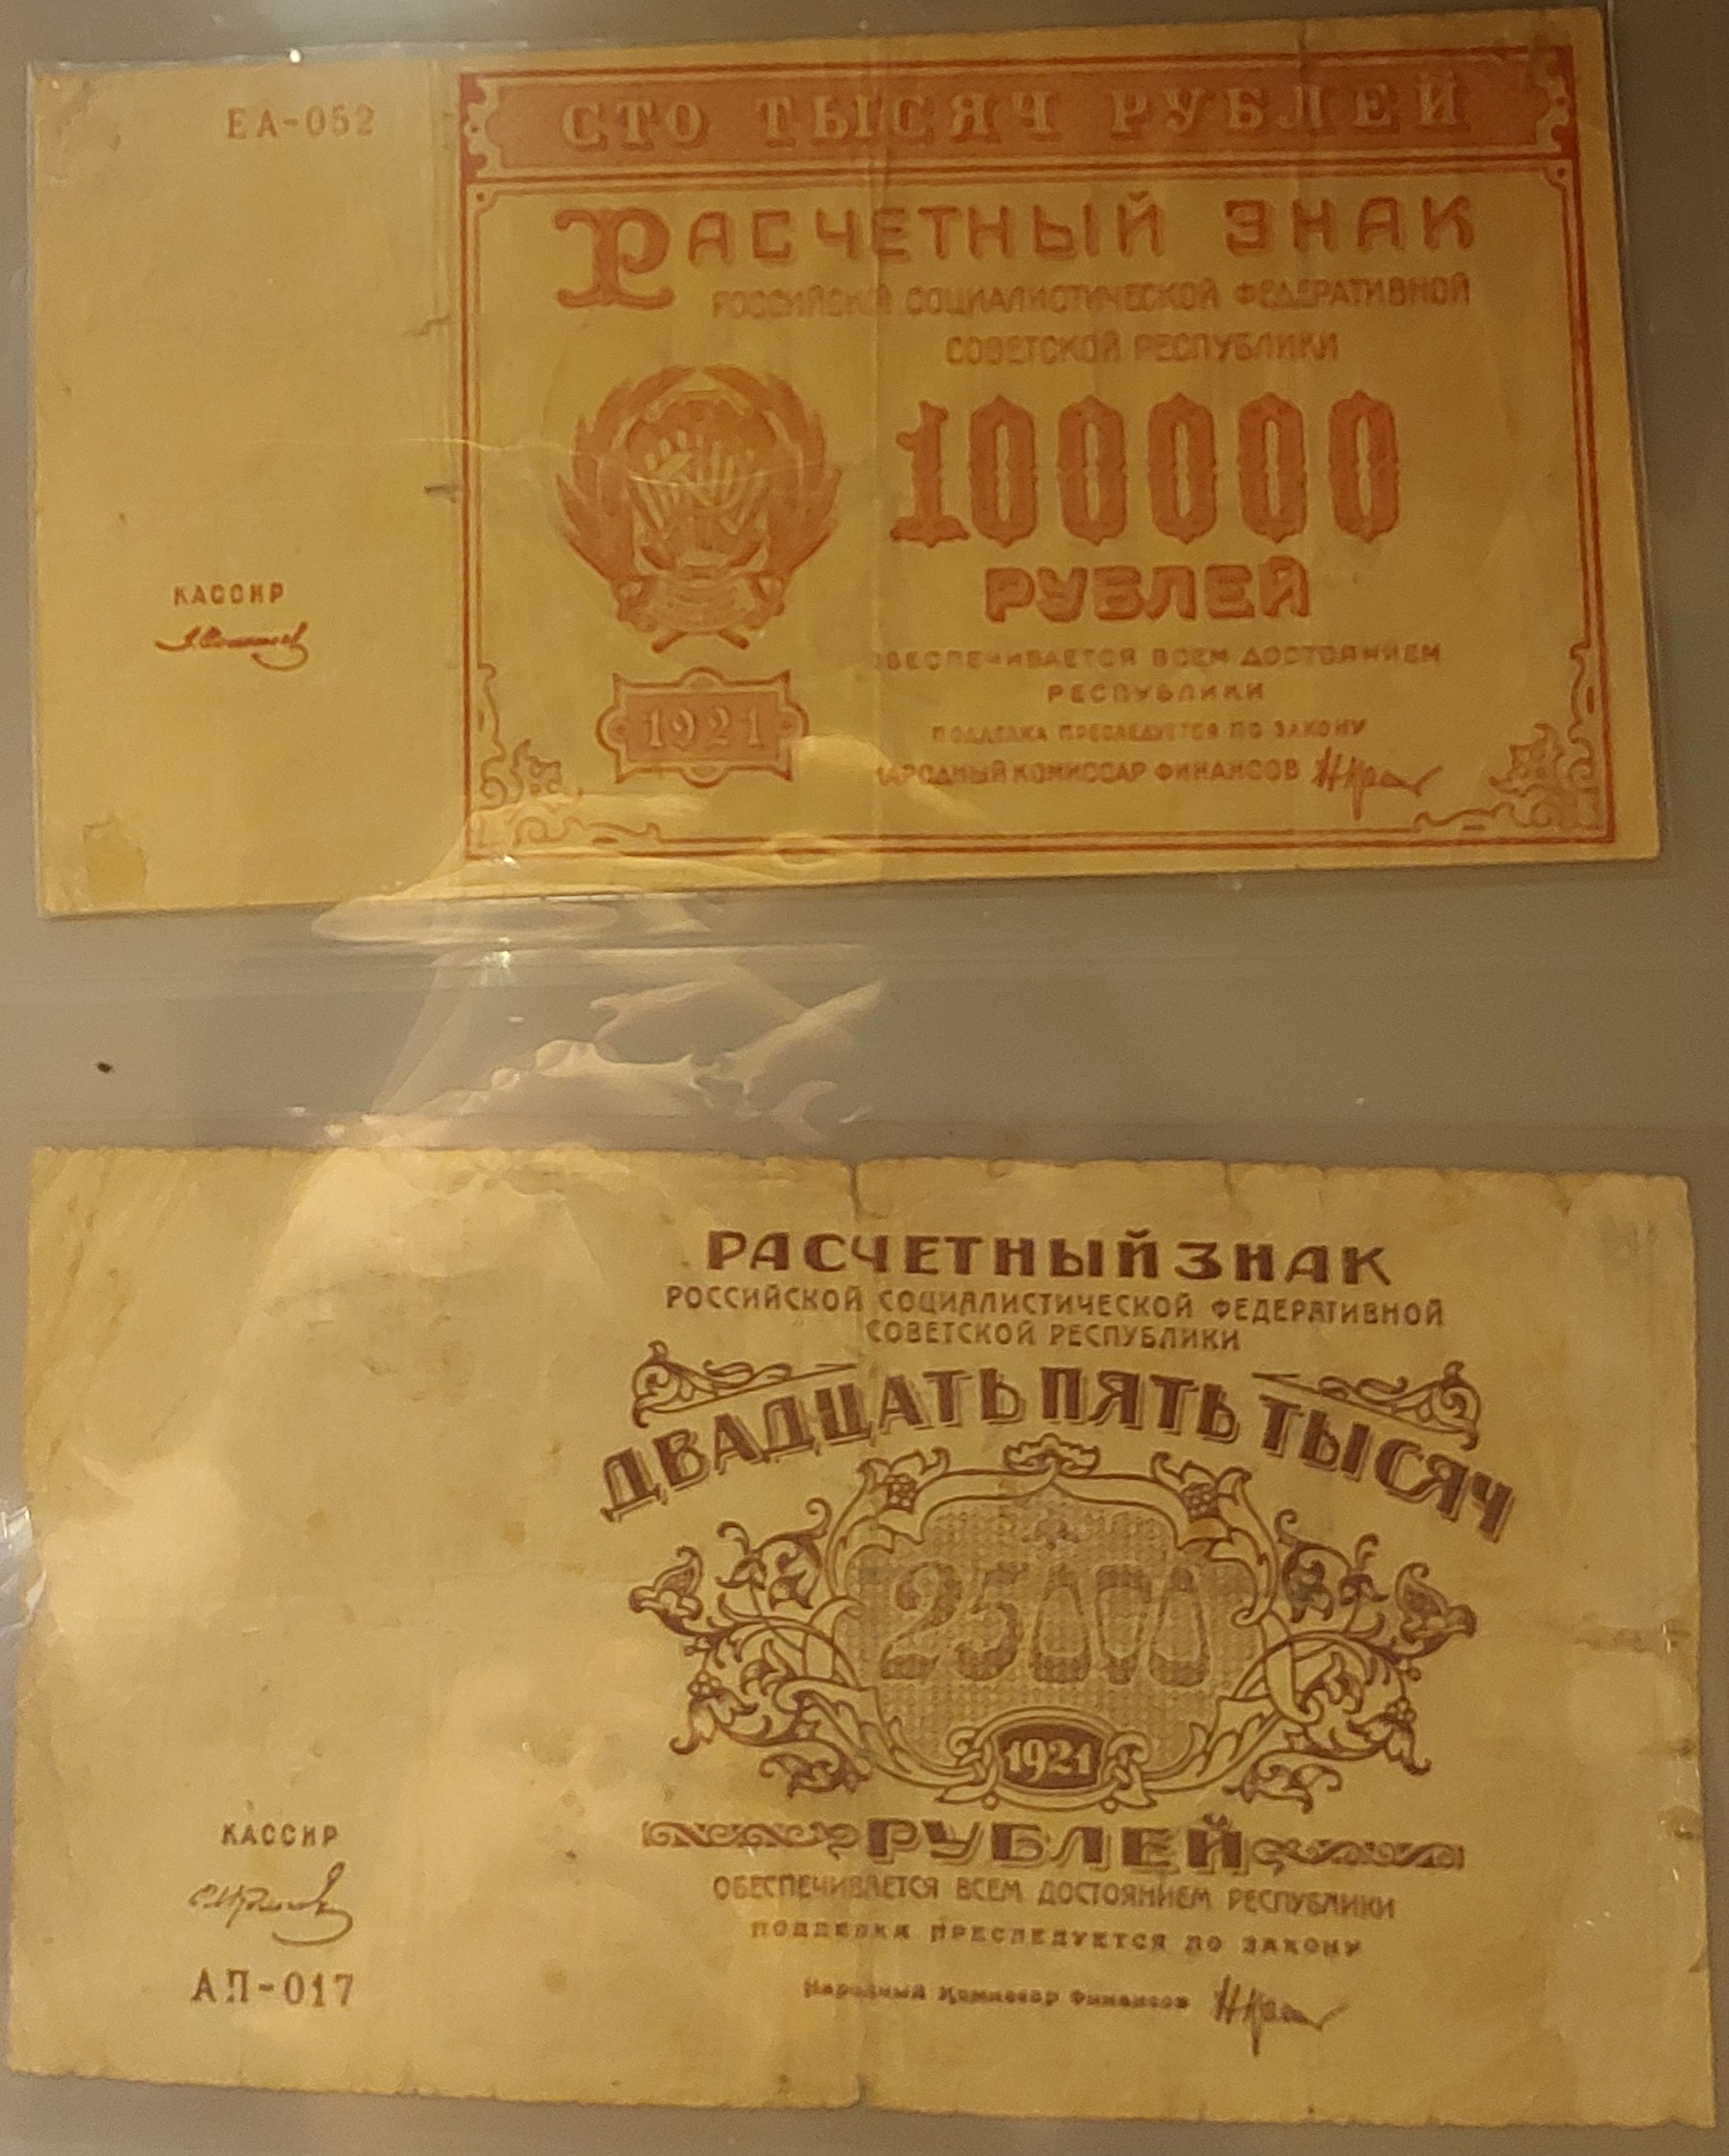 ЕА-052
СТО ТЫСЯЧ РУБЛЕЙ
РАСЧЕТНЫЙ ЗНАК
РОССИЙСКОЙ СОЦИАЛИСТИЧЕСКОЙ ФЕДЕРАТИВНОЙ
СОВЕТСКОЙ РЕСПУБЛИКИ
100000
РУБЛЕЙ
КАССИР
ОБЕСПЕЧИВАЕТСЯ ВСЕМ ДОСТОЯНИЕМ
РЕСПУБЛИКИ
1921
ПОДДЕЛКА ПРЕСЛЕДУЕТСЯ ПО ЗАКОНУ
НАРОДНЫЙ КОМИССАР ФИНАНСОВ
РАСЧЕТНЫЙ ЗНАК
РОССИЙСКОЙ СОЦИАЛИСТИЧЕСКОЙ ФЕДЕРАТИВНОЙ
СОВЕТСКОЙ РЕСПУБЛИКИ
ДВАДЦАТЬ ПЯТЬ ТЫСЯЧ
25000
1921
РУБЛЕЙ
КАССИР
ОБЕСПЕЧИВАЕТСЯ ВСЕМ ДОСТОЯНИЕМ РЕСПУБЛИКИ
ПОДДЕЛКА ПРЕСЛЕДУЕТСЯ ПО ЗАКОНУ
АП-017
Народный Комиссар Финансов